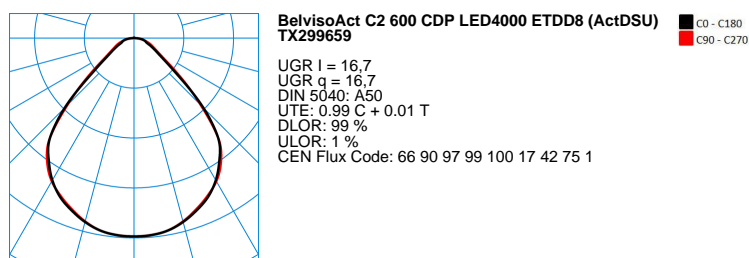 BelvisoAct C2 600 CDP LED4000 ETDD8 (ActDSU)
TX299659
UGR l = 16,7
UGR q = 16,7
DIN 5040: A50
UTE: 0.99 C + 0.01 T
DLOR: 99 %
ULOR: 1 %
CEN Flux Code: 66 90 97 99 100 17 42 75 1
C0 - C180
C90 - C270